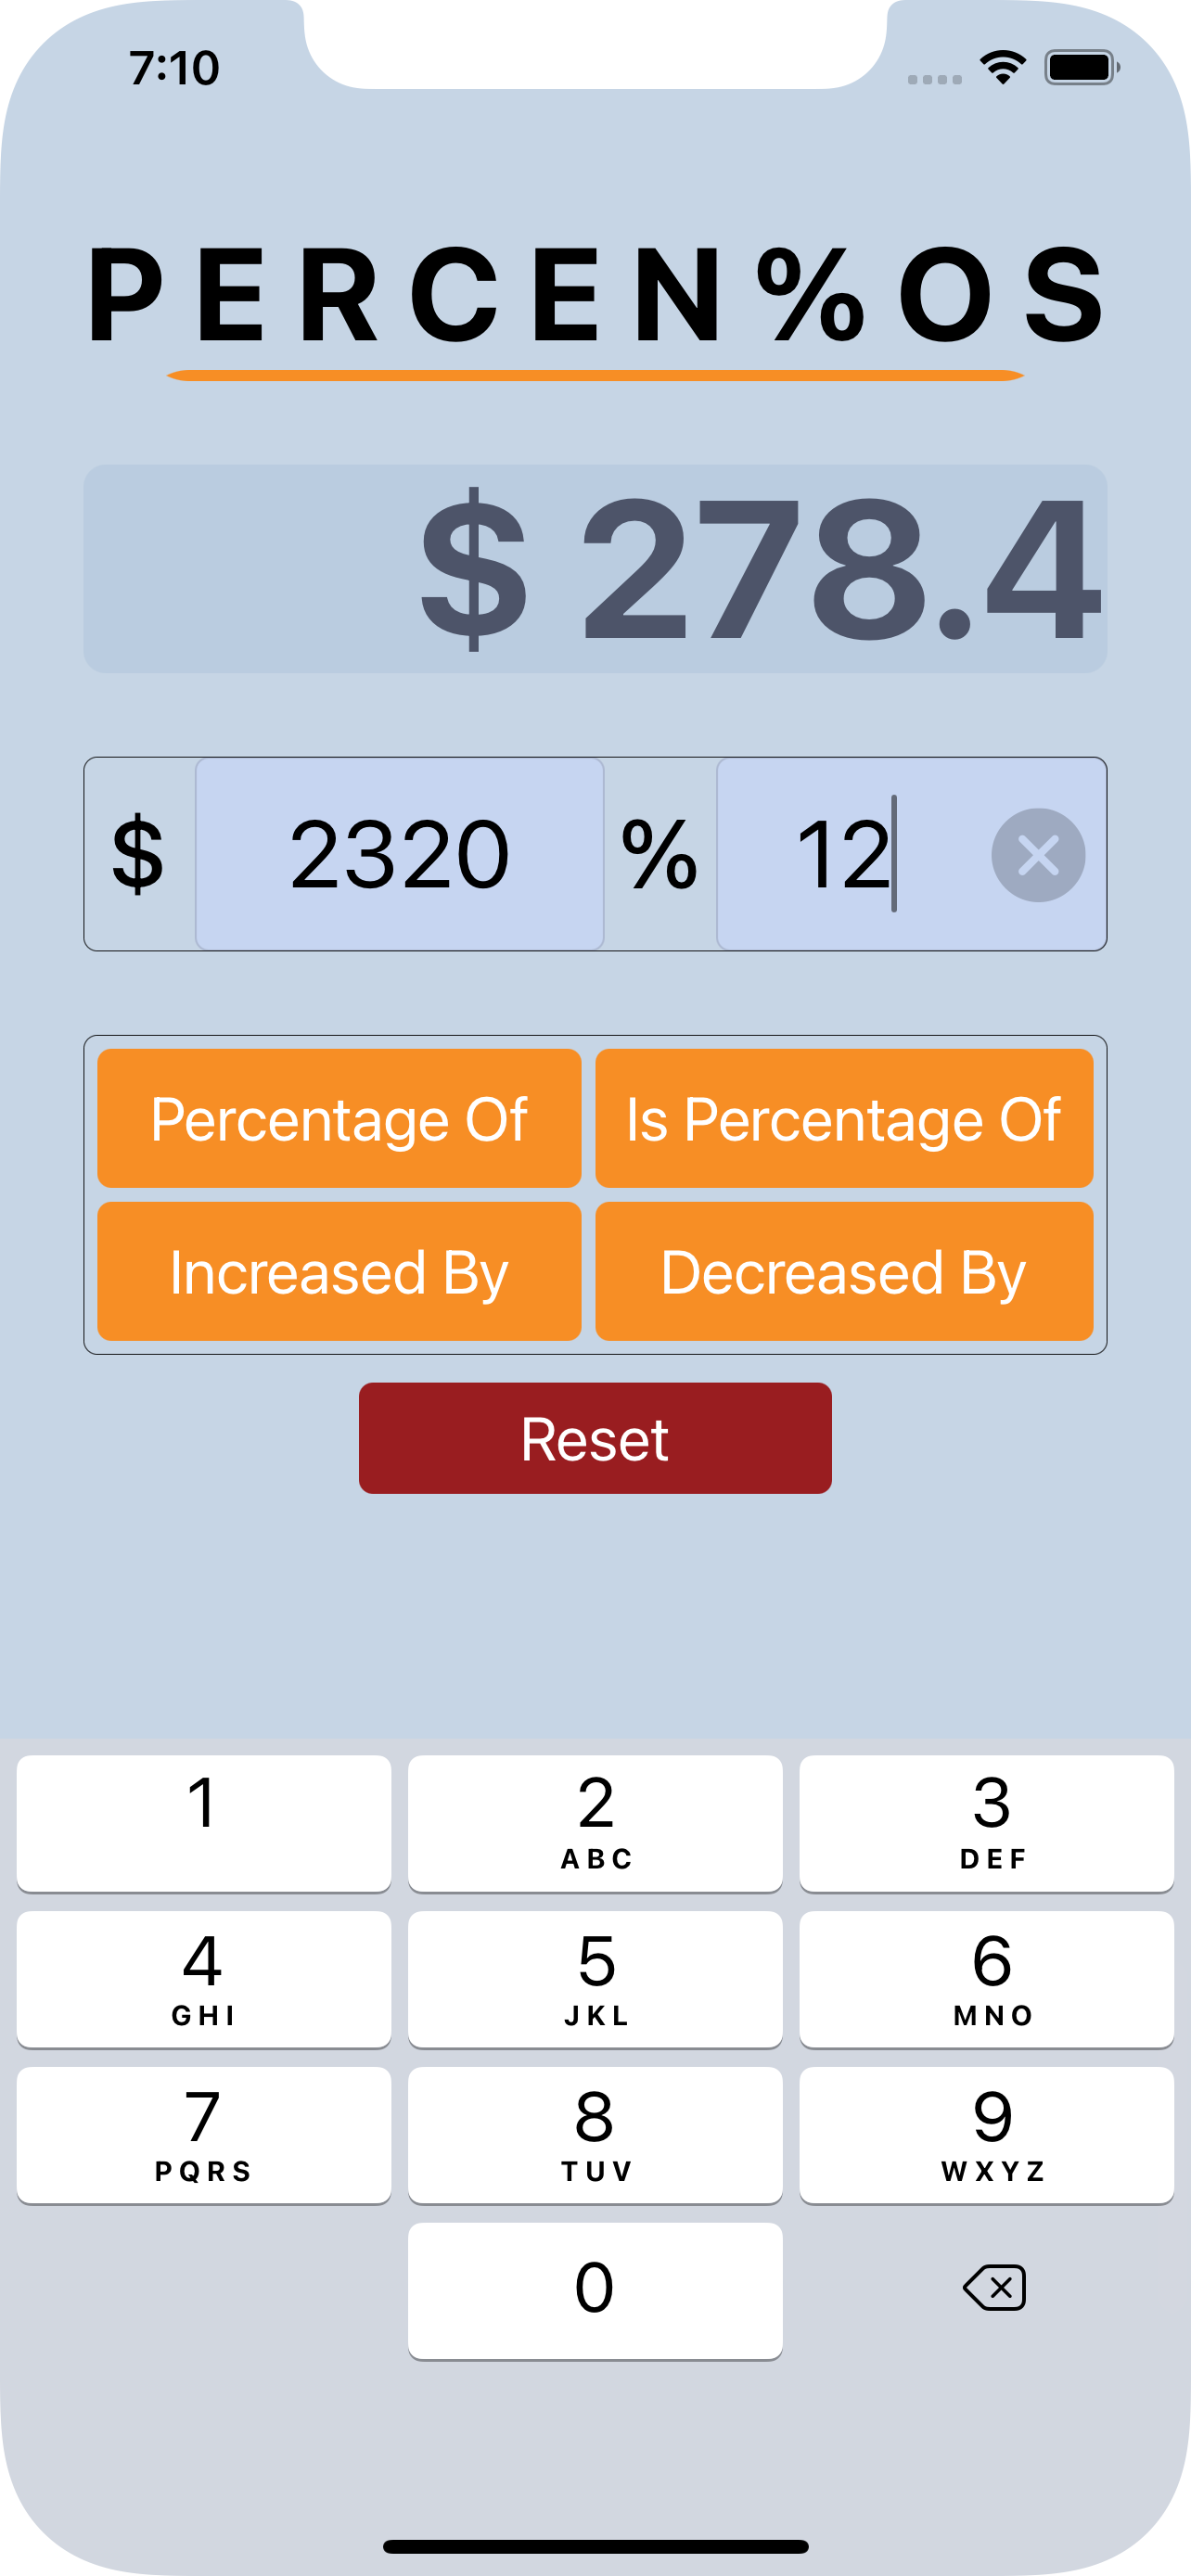 7:10
PERCEN%OS
$ 278.4
$ 2320 % 12
Percentage Of Is Percentage Of
Increased By Decreased By
Reset
1 2 3
ABC DEF
4 5 6
GHI JKL MNO
7 8 9
PQRS TUV WXYZ
0